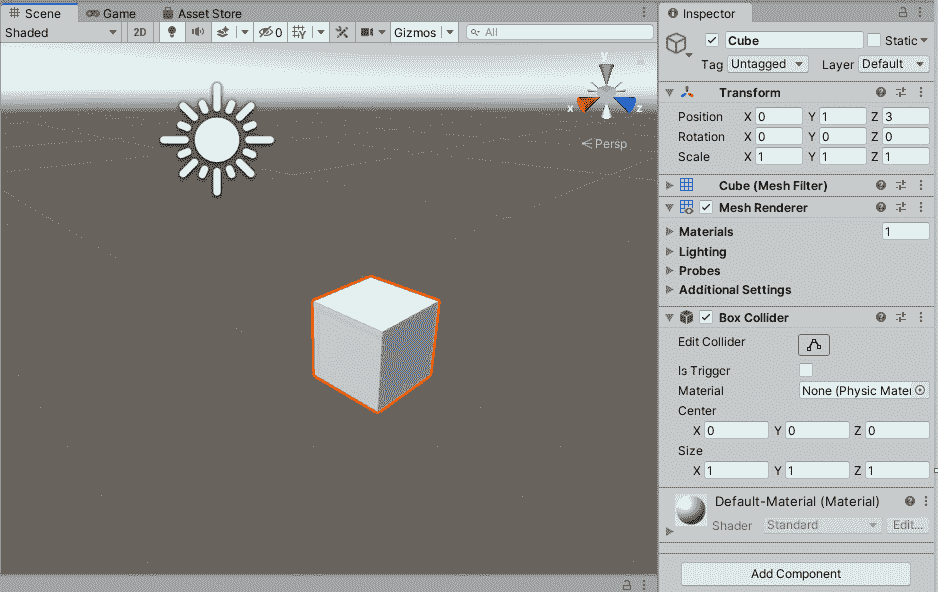 Scene Game Asset Store
Shaded 2D 0 Gizmos All
y
x z
Persp
Inspector
Cube Static
Tag Untagged Layer Default
Transform
Position X 0 Y 1 Z 3
Rotation X 0 Y 0 Z 0
Scale X 1 Y 1 Z 1
Cube (Mesh Filter)
Mesh Renderer
Materials 1
Lighting
Probes
Additional Settings
Box Collider
Edit Collider
Is Trigger
Material None (Physic Mater
Center
X 0 Y 0 Z 0
Size
X 1 Y 1 Z 1
Default-Material (Material)
Shader Standard Edit...
Add Component